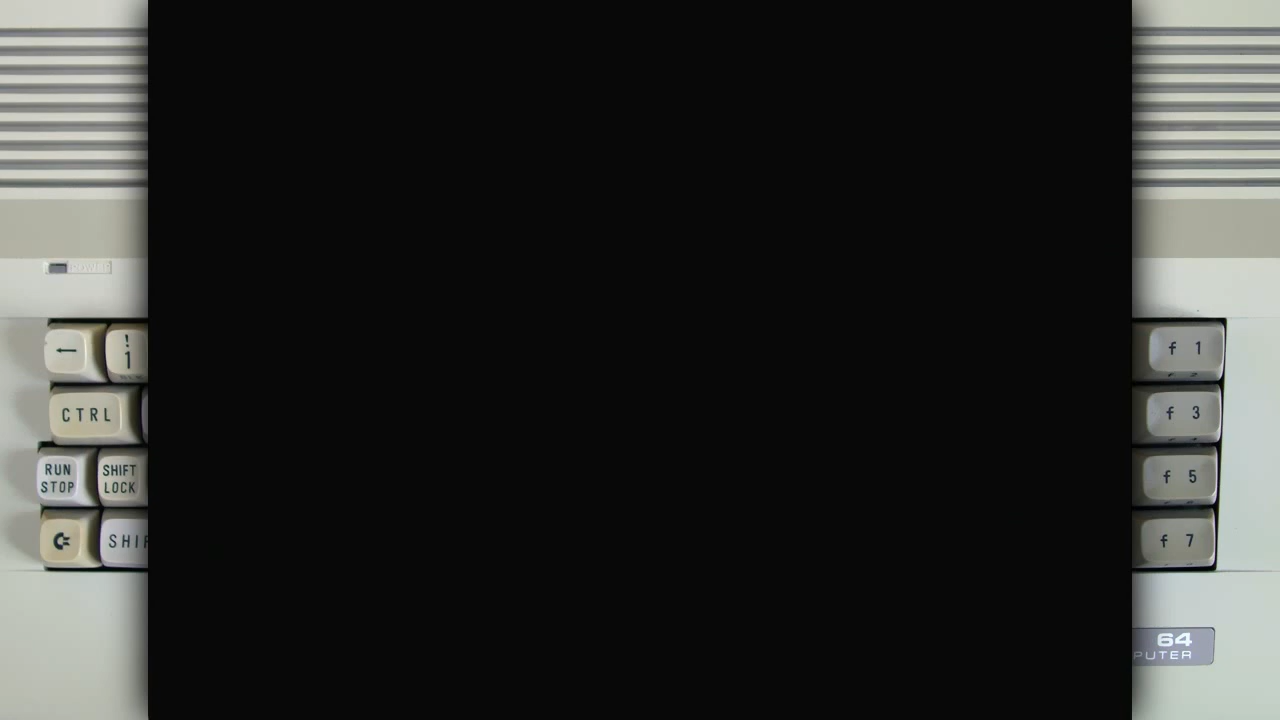 POWER
←
!
1
f 1
CTRL
f 3
RUN
STOP
SHIFT
LOCK
f 5
SHIF
f 7
64
PUTER